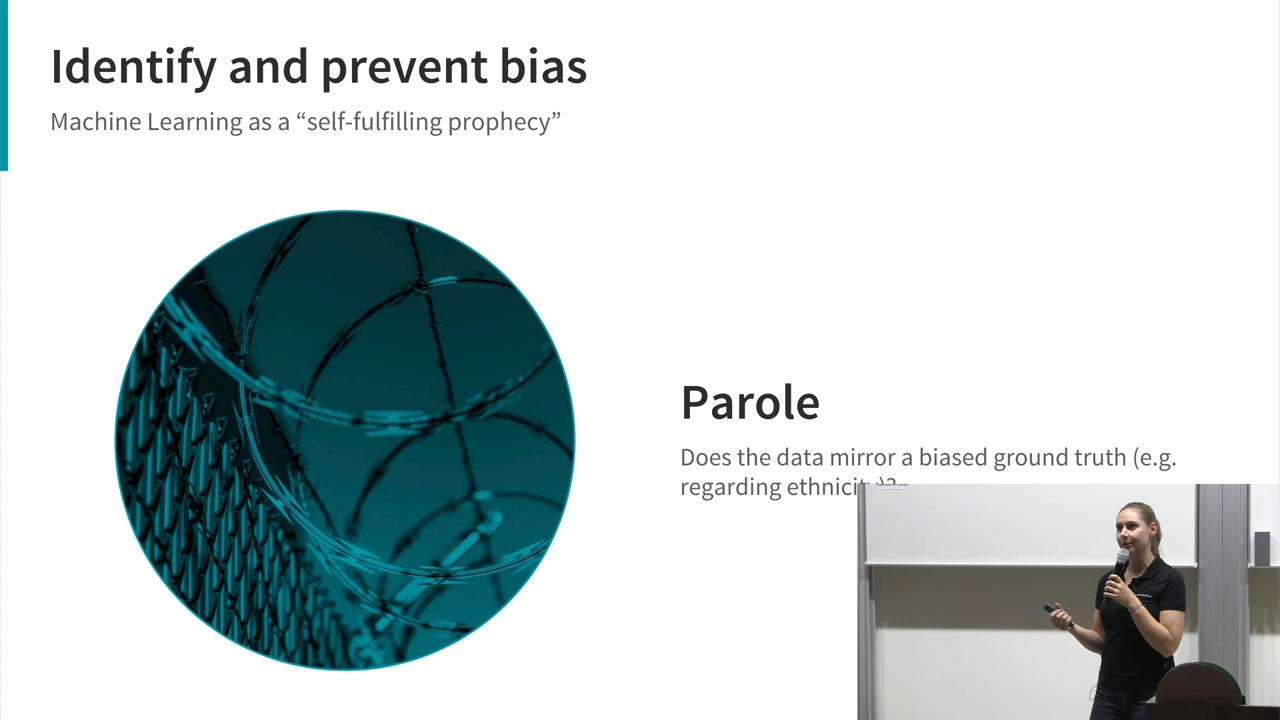 Identify and prevent bias
Machine Learning as a “self-fulfilling prophecy”
Parole
Does the data mirror a biased ground truth (e.g.
regarding ethnicity)?